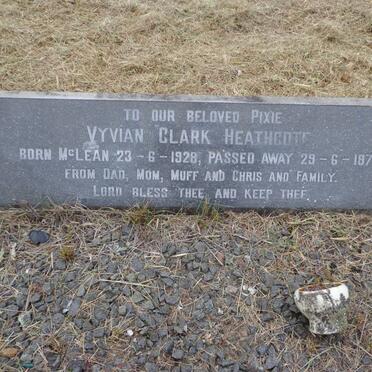 TO OUR BELOVED PIXIE
VYVIAN CLARK HEATHCOTE
BORN MCLEAN 23-6-1928, PASSED AWAY 29-6-197
FROM DAD, MOM, MUFF AND CHRIS AND FAMILY.
LORD BLESS THEE AND KEEP THEE.